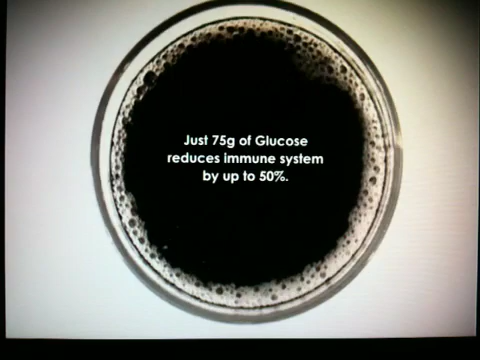 Just 75g of Glucose
reduces immune system
by up to 50%.